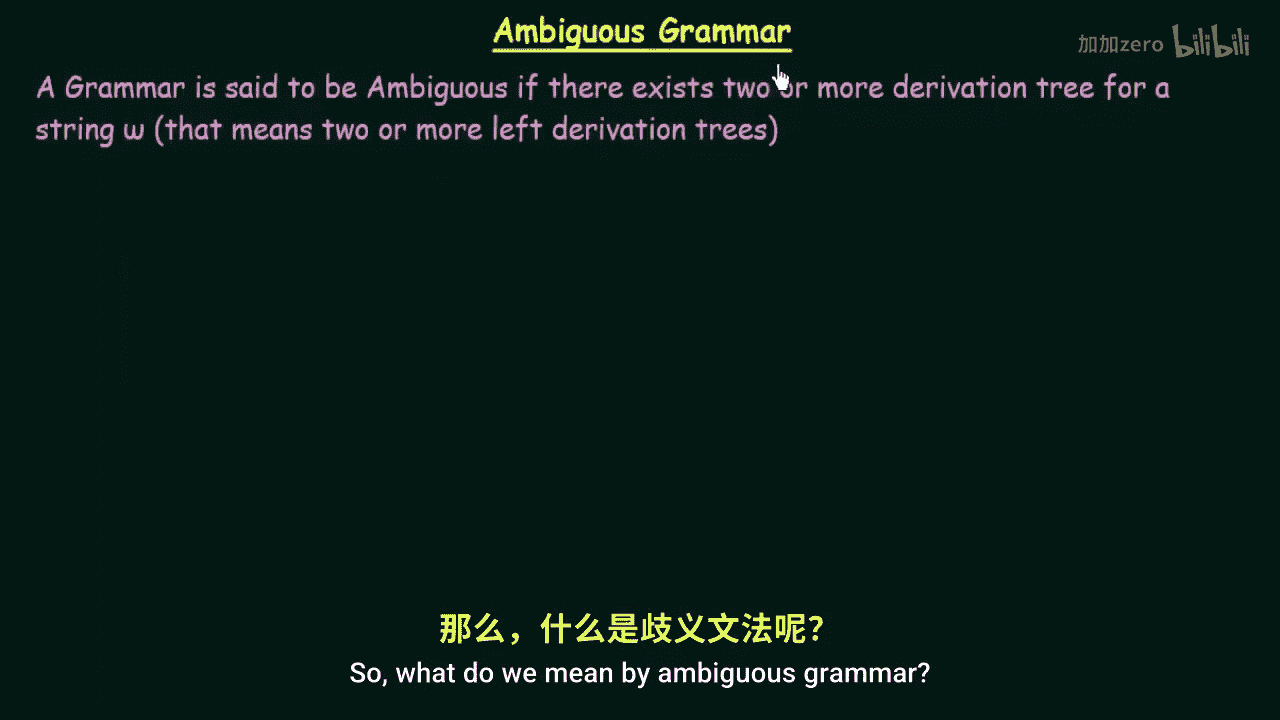 Ambiguous Grammar
加加zero bilibili
A Grammar is said to be Ambiguous if there exists two or more derivation tree for a
string ω (that means two or more left derivation trees)
那么，什么是歧义文法呢？
So, what do we mean by ambiguous grammar?